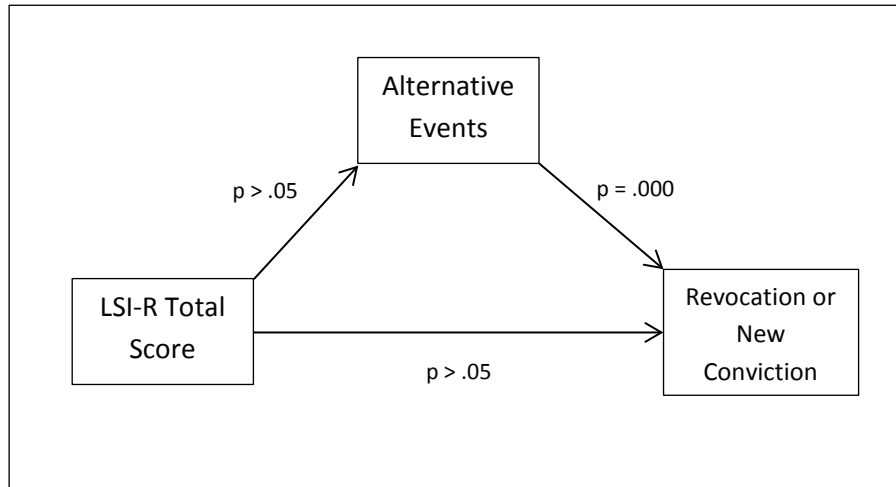 Alternative
Events
p > .05
p = .000
LSI-R Total
Score
Revocation or
New
Conviction
p > .05